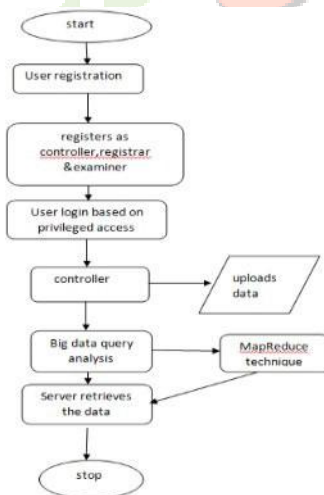 start
User registration
registers as
controller,registrar
&examiner
User login based on
privileged access
controller
uploads
data
Big data query
analysis
MapReduce
technique
Server retrieves
the data
stop